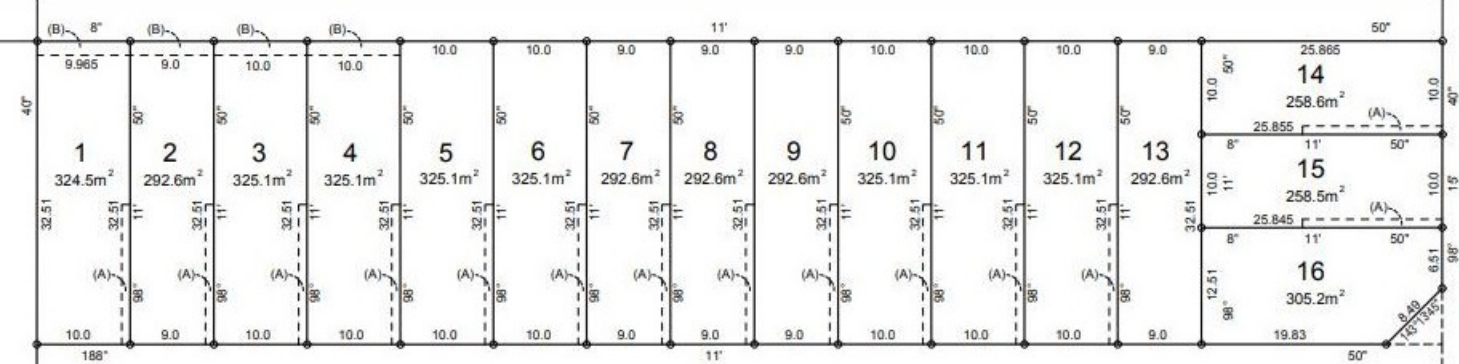 (B) 8" (B) (B) (B) 11' 50"
9.965 9.0 10.0 10.0 10.0 10.0 9.0 9.0 9.0 10.0 10.0 10.0 9.0 25.865
40" 50" 50" 50" 50" 50" 50" 50" 50" 10.0 50" 10.0 40"
14
258.6m²
25.855 (A)
8" 11' 50"
1 2 3 4 5 6 7 8 9 10 11 12 13
324.5m² 292.6m² 325.1m² 325.1m² 325.1m² 325.1m² 292.6m² 292.6m² 292.6m² 325.1m² 325.1m² 325.1m² 292.6m²
10.0 11' 10.0 15'
15
258.5m²
32.51 32.51 11' 32.51 11' 32.51 11' 32.51 11' 32.51 11' 32.51 11' 32.51 11' 32.51 32.51 11' 32.51 11' 32.51 11' 32.51 11' 32.51
25.845 (A)
8" 11' 50"
(A) (A) (A) (A) (A) (A) (A) (A) (A) (A) (A) (A)
98" 98" 98" 98" 98" 98" 98" 98" 98" 98" 98"
12.51 98" 6.51 98"
16
305.2m²
8.49
143°1345"
10.0 9.0 10.0 10.0 10.0 10.0 9.0 9.0 9.0 10.0 10.0 10.0 9.0 19.83
188" 11' 50"